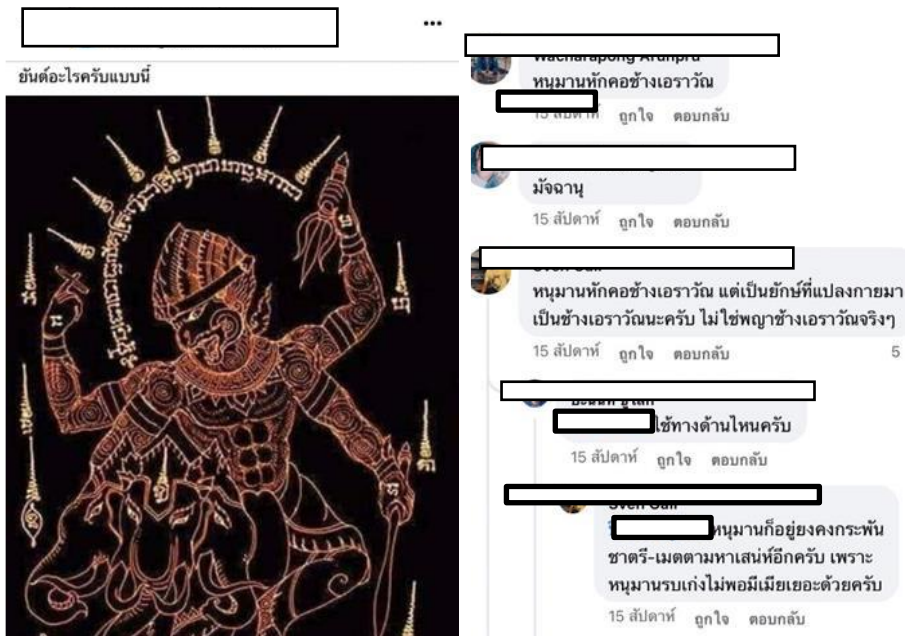 ยันต์อะไรครับแบบนี้
หนุมานหักคอช้างเอราวัณ
15 สัปดาห์ ถูกใจ ตอบกลับ
มัจฉานุ
15 สัปดาห์ ถูกใจ ตอบกลับ
หนุมานหักคอช้างเอราวัณ แต่เป็นยักษ์ที่แปลงกายมา
เป็นช้างเอราวัณนะครับ ไม่ใช่พญาช้างเอราวัณจริงๆ
15 สัปดาห์ ถูกใจ ตอบกลับ 5
ใช้ทางด้านไหนครับ
15 สัปดาห์ ถูกใจ ตอบกลับ
หนุมานก็อยู่ยงคงกระพัน
ชาตรี-เมตตามหาเสน่ห์อีกครับ เพราะ
หนุมานรบเก่งไม่พอมีเมียเยอะด้วยครับ
15 สัปดาห์ ถูกใจ ตอบกลับ